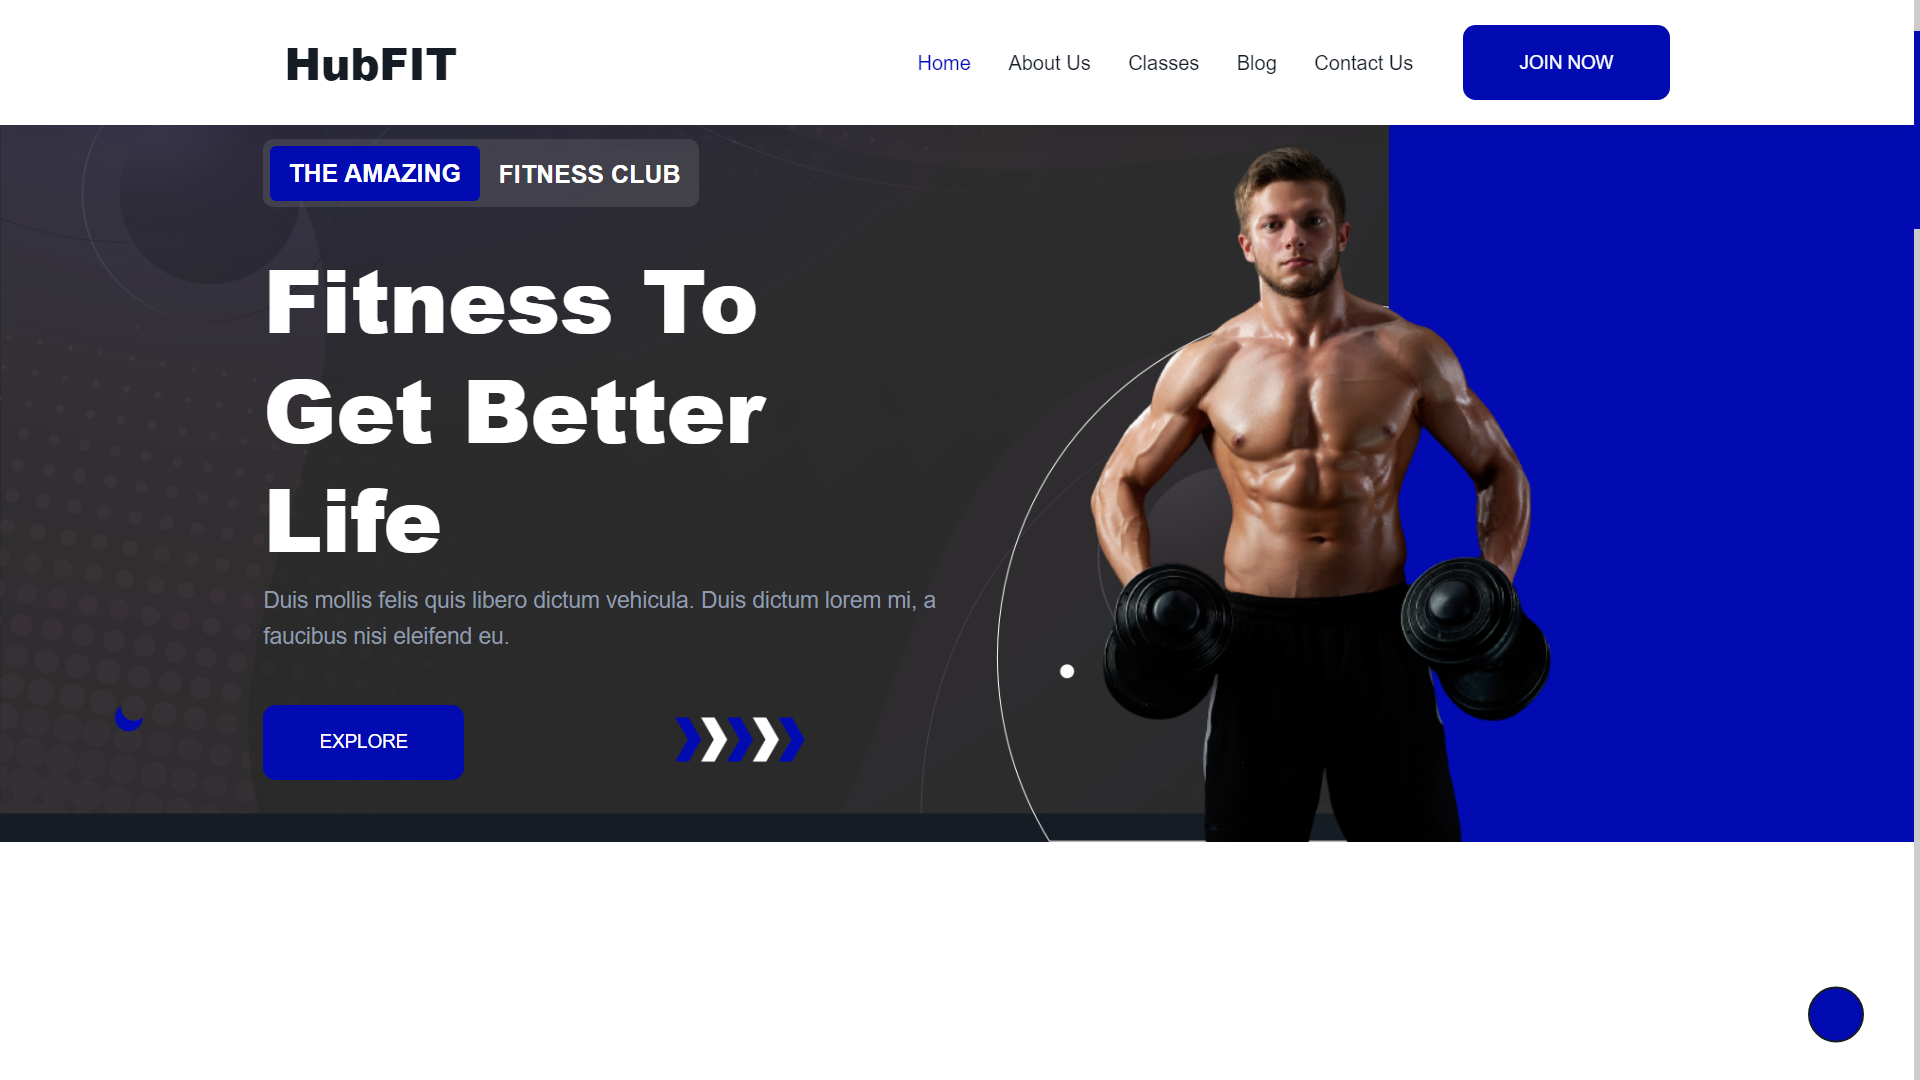 HubFIT
Home
About Us
Classes
Blog
Contact Us
JOIN NOW
THE AMAZING
FITNESS CLUB
Fitness To
Get Better
Life
Duis mollis felis quis libero dictum vehicula. Duis dictum lorem mi, a
faucibus nisi eleifend eu.
EXPLORE